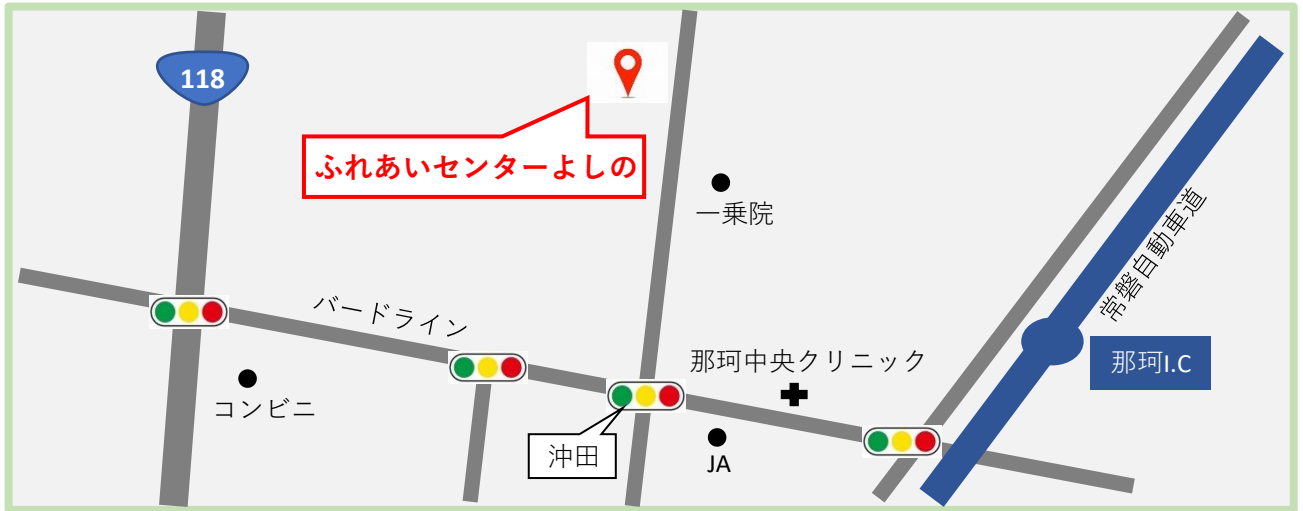 118
ふれあいセンターよしの
一乗院
常磐自動車道
バードライン
那珂中央クリニック
那珂I.C
コンビニ
沖田
JA